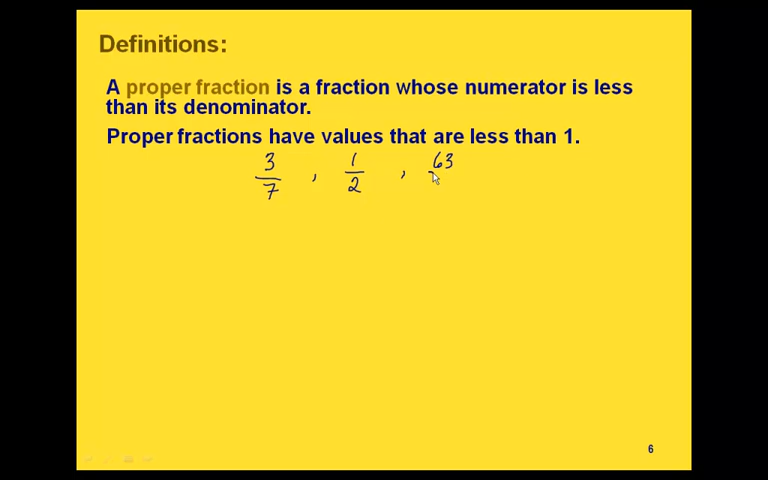 Definitions:
A proper fraction is a fraction whose numerator is less
than its denominator.
Proper fractions have values that are less than 1.
3/7 , 1/2 , 63
6